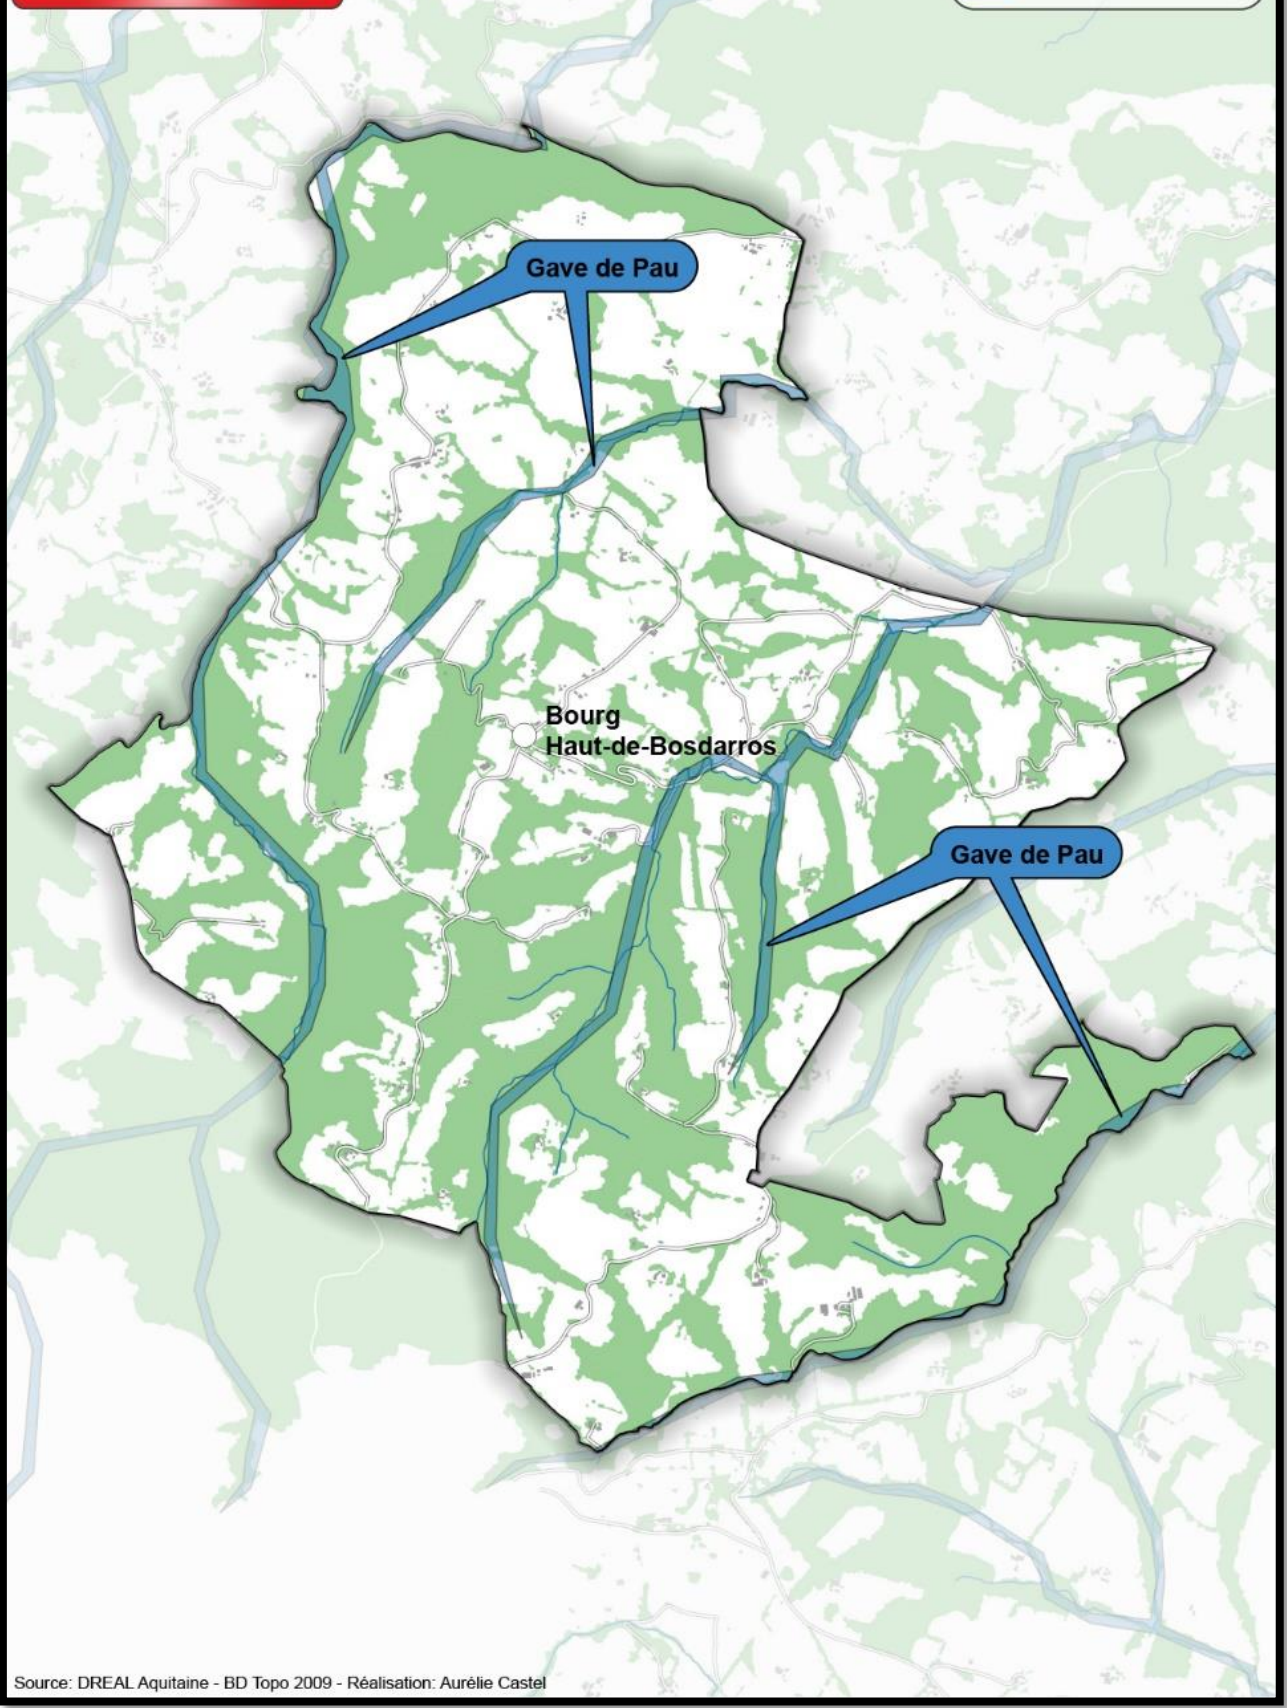 Gave de Pau
Bourg
Haut-de-Bosdarros
Gave de Pau
Source: DREAL Aquitaine - BD Topo 2009 - Réalisation: Aurélie Castel